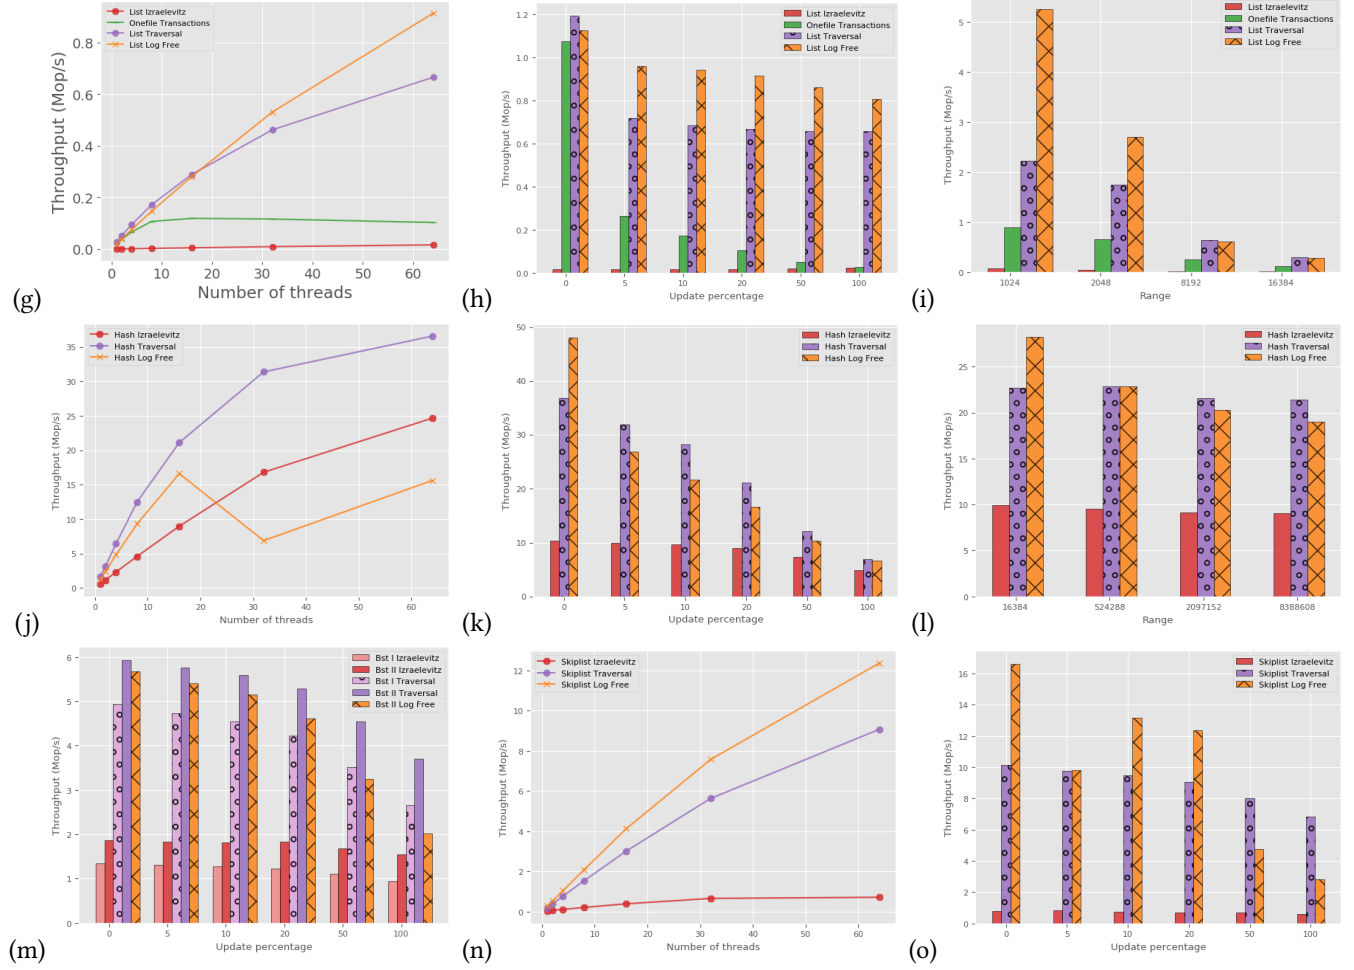 List Izraelevitz
Onefile Transactions
List Traversal
List Log Free
Throughput (Mop/s)
0.8
0.6
0.4
0.2
0.0
0 10 20 30 40 50 60
Number of threads
(g)
List Izraelevitz
Onefile Transactions
List Traversal
List Log Free
Throughput (Mop/s)
1.2
1.0
0.8
0.6
0.4
0.2
0.0
0 5 10 20 50 100
Update percentage
(h)
List Izraelevitz
Onefile Transactions
List Traversal
List Log Free
Throughput (Mop/s)
5
4
3
2
1
0
1024 2048 8192 16384
Range
(i)
Hash Izraelevitz
Hash Traversal
Hash Log Free
Throughput (Mop/s)
35
30
25
20
15
10
5
0
0 10 20 30 40 50 60
Number of threads
(j)
Hash Izraelevitz
Hash Traversal
Hash Log Free
Throughput (Mop/s)
50
40
30
20
10
0
0 5 10 20 50 100
Update percentage
(k)
Hash Izraelevitz
Hash Traversal
Hash Log Free
Throughput (Mop/s)
25
20
15
10
5
0
16384 524288 2097152 8388608
Range
(l)
Bst I Izraelevitz
Bst II Izraelevitz
Bst I Traversal
Bst II Traversal
Bst II Log Free
Throughput (Mop/s)
6
5
4
3
2
1
0
0 5 10 20 50 100
Update percentage
(m)
Skiplist Izraelevitz
Skiplist Traversal
Skiplist Log Free
Throughput (Mop/s)
12
10
8
6
4
2
0
0 10 20 30 40 50 60
Number of threads
(n)
Skiplist Izraelevitz
Skiplist Traversal
Skiplist Log Free
Throughput (Mop/s)
16
14
12
10
8
6
4
2
0
0 5 10 20 50 100
Update percentage
(o)